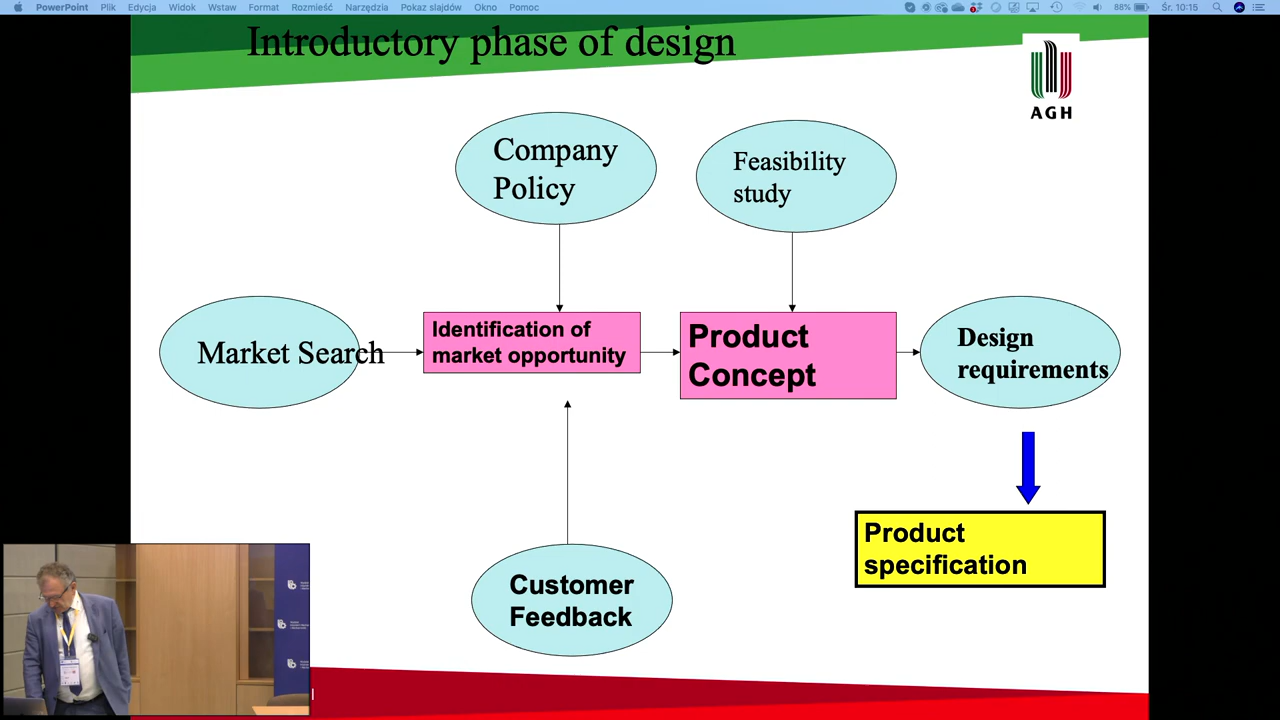 PowerPoint Plik Edycja Widok Wstaw Format Rozmieść Narzędzia Pokaz slajdów Okno Pomoc 88% Śr. 10:15
Introductory phase of design
AGH
Company
Policy
Feasibility
study
Market Search
Identification of
market opportunity
Product
Concept
Design
requirements
Product
specification
Customer
Feedback